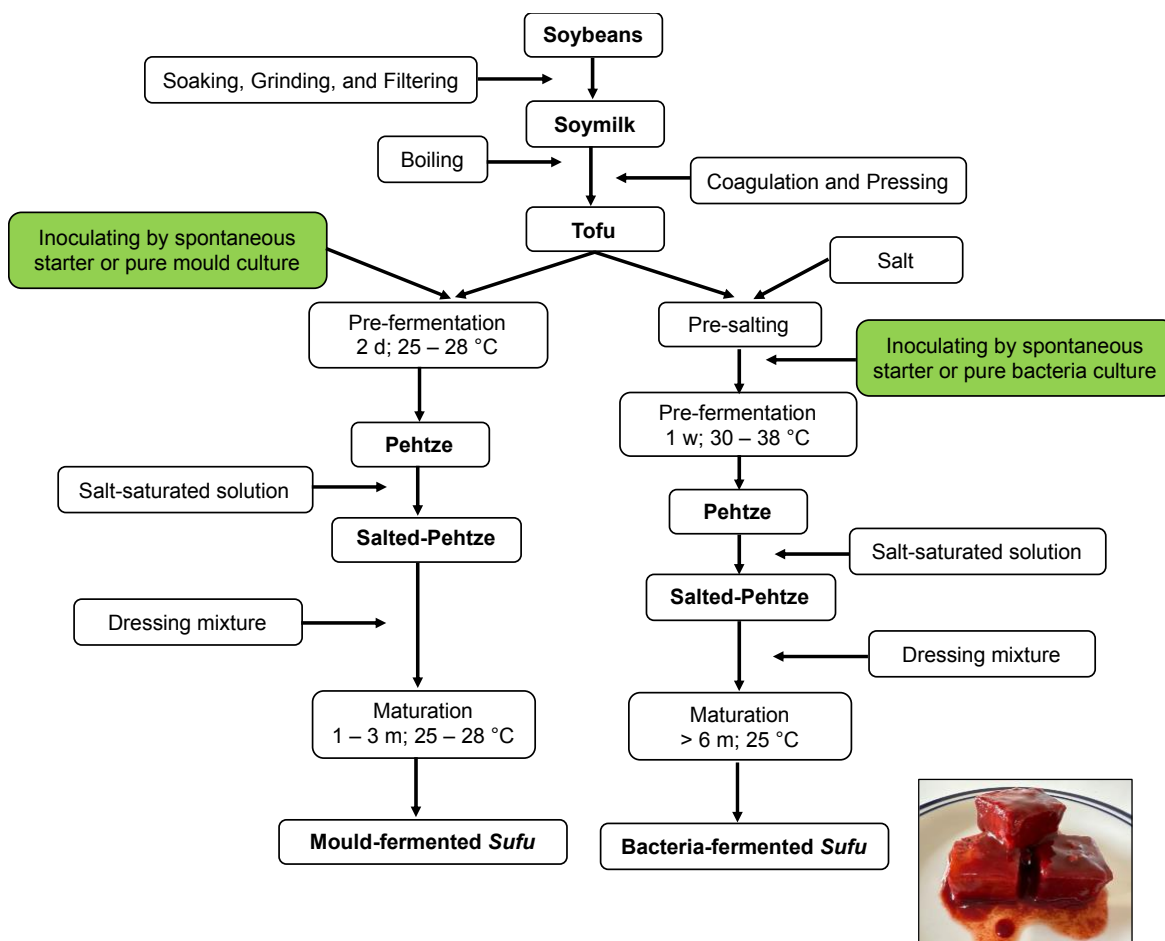 Soybeans
Soaking, Grinding, and Filtering
Soymilk
Boiling
Coagulation and Pressing
Tofu
Inoculating by spontaneous
starter or pure mould culture
Salt
Pre-fermentation
2 d; 25 – 28 °C
Pre-salting
Inoculating by spontaneous
starter or pure bacteria culture
Pre-fermentation
1 w; 30 – 38 °C
Pehtze
Salt-saturated solution
Pehtze
Salted-Pehtze
Salt-saturated solution
Salted-Pehtze
Dressing mixture
Dressing mixture
Maturation
1 – 3 m; 25 – 28 °C
Maturation
> 6 m; 25 °C
Mould-fermented Sufu
Bacteria-fermented Sufu